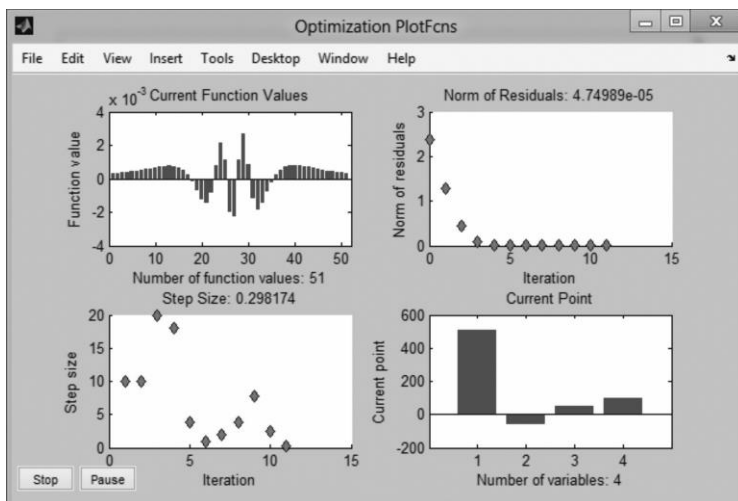 Optimization PlotFcns
File Edit View Insert Tools Desktop Window Help
× 10^-3 Current Function Values
Function value
4
2
0
-2
-4
0 10 20 30 40 50
Number of function values: 51
Norm of Residuals: 4.74989e-05
Norm of residuals
3
2
1
0
0 5 10 15
Iteration
Step Size: 0.298174
Step size
20
15
10
5
0
0 5 10 15
Iteration
Current Point
Current point
600
400
200
0
-200
1 2 3 4
Number of variables: 4
Stop Pause